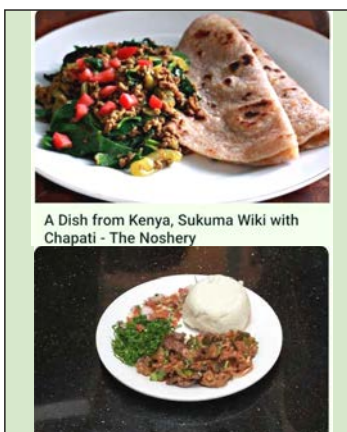 A Dish from Kenya, Sukuma Wiki with
Chapati - The Noshery